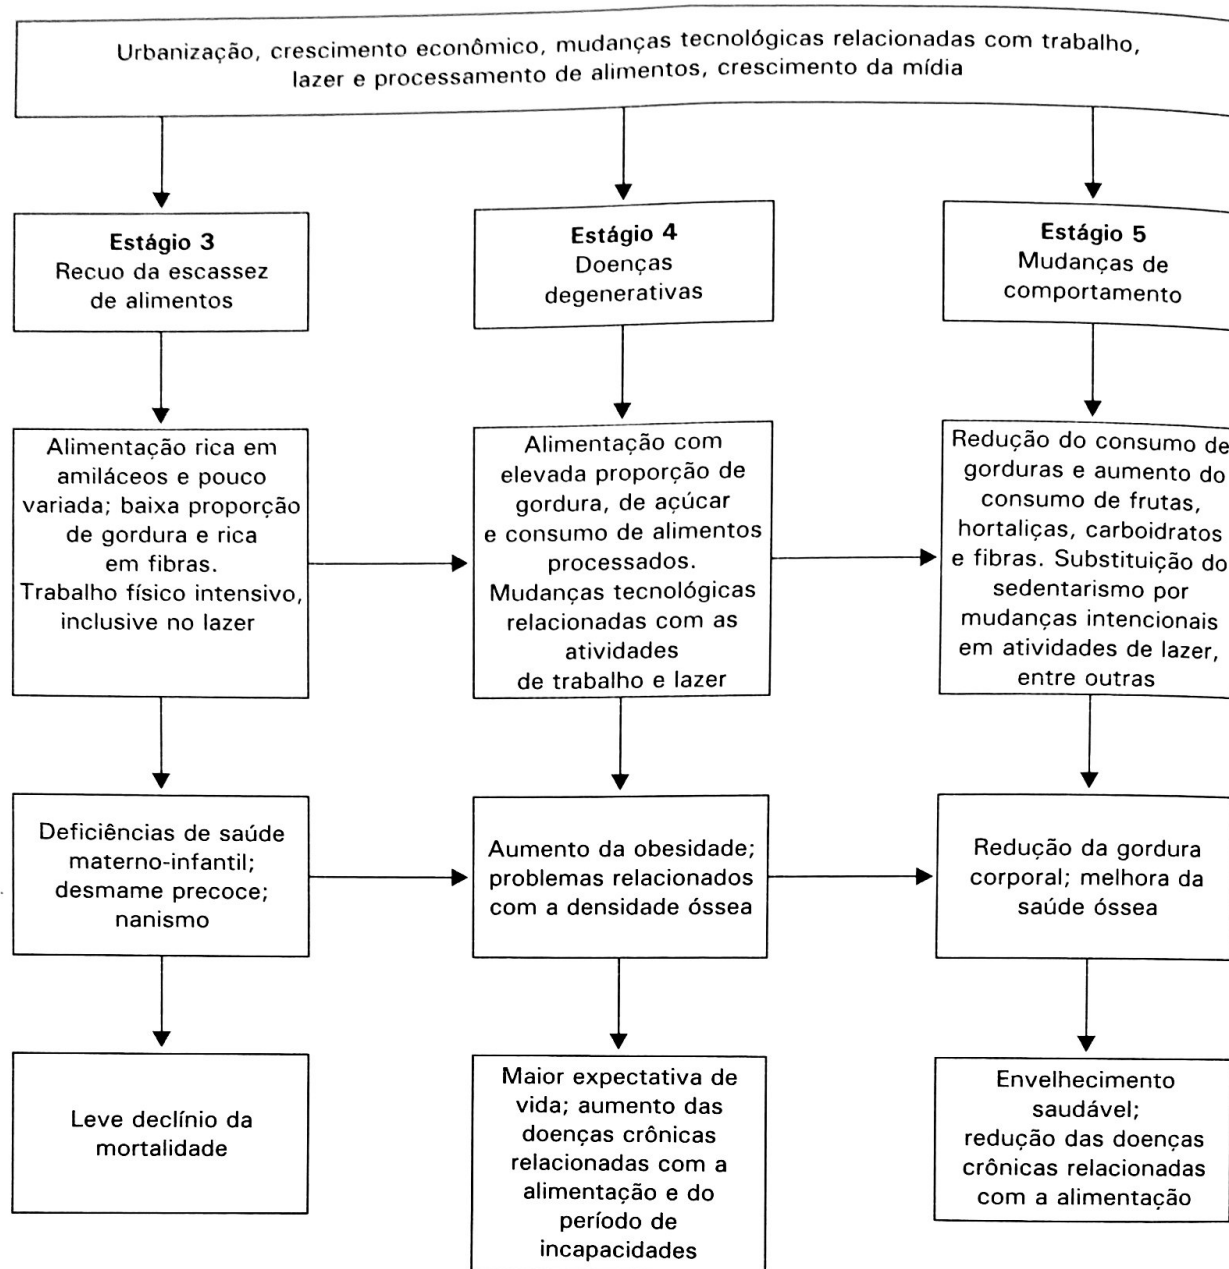 Urbanização, crescimento econômico, mudanças tecnológicas relacionadas com trabalho,
lazer e processamento de alimentos, crescimento da mídia
Estágio 3
Recuo da escassez
de alimentos
Estágio 4
Doenças
degenerativas
Estágio 5
Mudanças de
comportamento
Alimentação rica em
amiláceos e pouco
variada; baixa proporção
de gordura e rica
em fibras.
Trabalho físico intensivo,
inclusive no lazer
Alimentação com
elevada proporção de
gordura, de açúcar
e consumo de alimentos
processados.
Mudanças tecnológicas
relacionadas com as
atividades
de trabalho e lazer
Redução do consumo de
gorduras e aumento do
consumo de frutas,
hortaliças, carboidratos
e fibras. Substituição do
sedentarismo por
mudanças intencionais
em atividades de lazer,
entre outras
Deficiências de saúde
materno-infantil;
desmame precoce;
nanismo
Aumento da obesidade;
problemas relacionados
com a densidade óssea
Redução da gordura
corporal; melhora da
saúde óssea
Leve declínio da
mortalidade
Maior expectativa de
vida; aumento das
doenças crônicas
relacionadas com a
alimentação e do
período de
incapacidades
Envelhecimento
saudável;
redução das doenças
crônicas relacionadas
com a alimentação